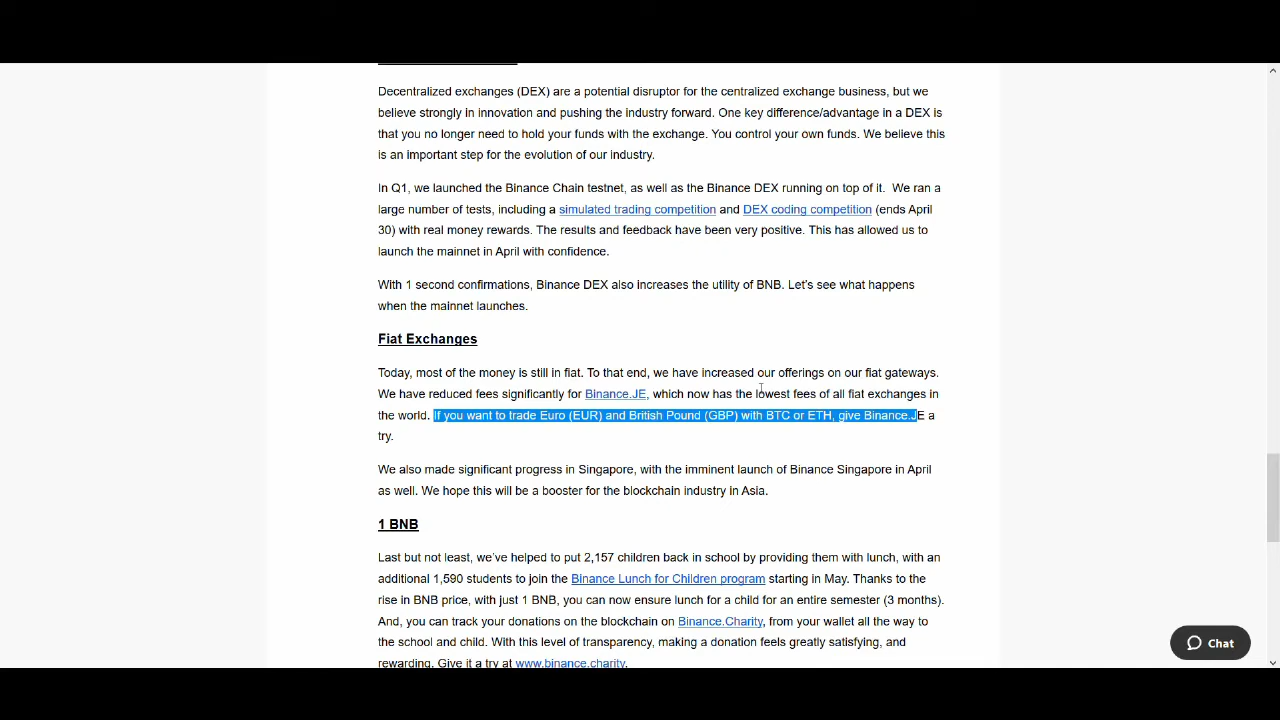 Decentralized exchanges (DEX) are a potential disruptor for the centralized exchange business, but we
believe strongly in innovation and pushing the industry forward. One key difference/advantage in a DEX is
that you no longer need to hold your funds with the exchange. You control your own funds. We believe this
is an important step for the evolution of our industry.
In Q1, we launched the Binance Chain testnet, as well as the Binance DEX running on top of it. We ran a
large number of tests, including a simulated trading competition and DEX coding competition (ends April
30) with real money rewards. The results and feedback have been very positive. This has allowed us to
launch the mainnet in April with confidence.
With 1 second confirmations, Binance DEX also increases the utility of BNB. Let's see what happens
when the mainnet launches.
Fiat Exchanges
Today, most of the money is still in fiat. To that end, we have increased our offerings on our fiat gateways.
We have reduced fees significantly for Binance.JE, which now has the lowest fees of all fiat exchanges in
the world. If you want to trade Euro (EUR) and British Pound (GBP) with BTC or ETH, give Binance.JE a
try.
We also made significant progress in Singapore, with the imminent launch of Binance Singapore in April
as well. We hope this will be a booster for the blockchain industry in Asia.
1 BNB
Last but not least, we've helped to put 2,157 children back in school by providing them with lunch, with an
additional 1,590 students to join the Binance Lunch for Children program starting in May. Thanks to the
rise in BNB price, with just 1 BNB, you can now ensure lunch for a child for an entire semester (3 months).
And, you can track your donations on the blockchain on Binance.Charity, from your wallet all the way to
the school and child. With this level of transparency, making a donation feels greatly satisfying, and
rewarding. Give it a try at www.binance.charity.
Chat